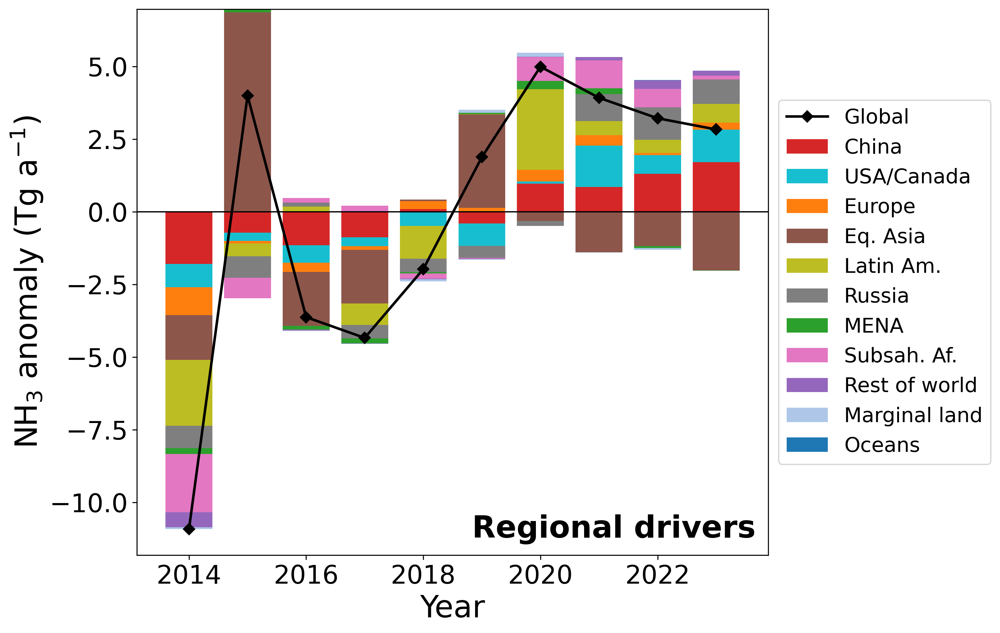 NH₃ anomaly (Tg a⁻¹)
5.0
2.5
0.0
−2.5
−5.0
−7.5
−10.0
Regional drivers
2014 2016 2018 2020 2022
Year
Global
China
USA/Canada
Europe
Eq. Asia
Latin Am.
Russia
MENA
Subsah. Af.
Rest of world
Marginal land
Oceans